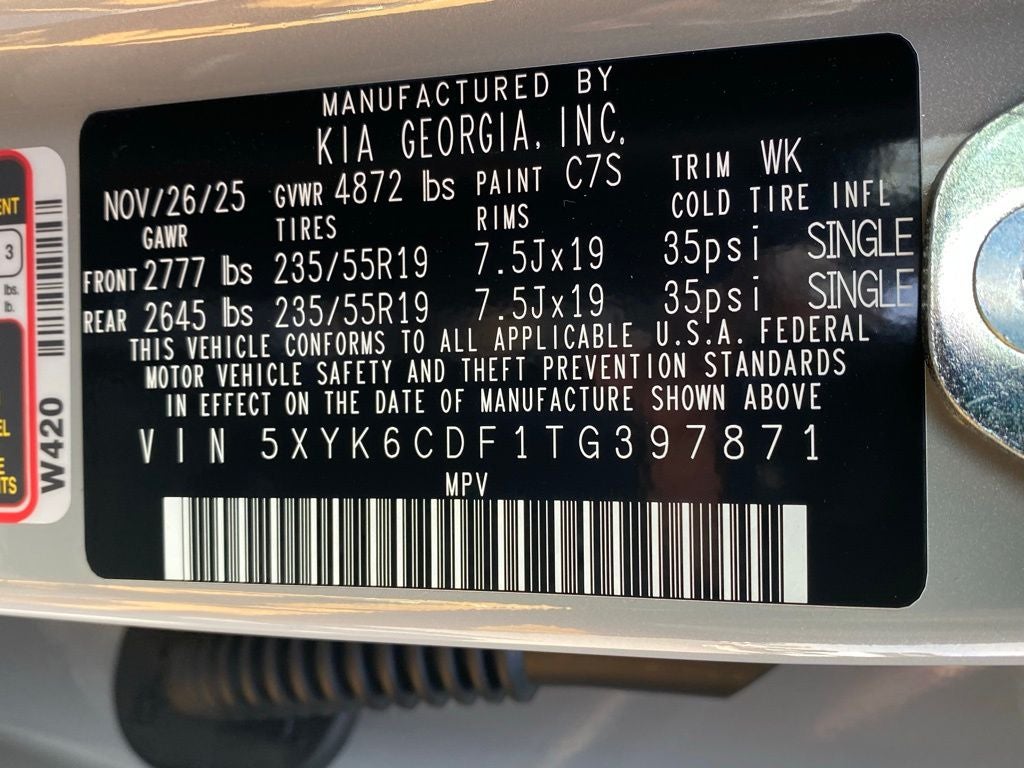 MANUFACTURED BY
KIA GEORGIA, INC.
NOV/26/25 GVWR 4872 lbs PAINT C7S TRIM WK
GAWR TIRES RIMS COLD TIRE INFL
FRONT 2777 lbs 235/55R19 7.5Jx19 35psi SINGLE
REAR 2645 lbs 235/55R19 7.5Jx19 35psi SINGLE
THIS VEHICLE CONFORMS TO ALL APPLICABLE U.S.A. FEDERAL
MOTOR VEHICLE SAFETY AND THEFT PREVENTION STANDARDS
IN EFFECT ON THE DATE OF MANUFACTURE SHOWN ABOVE
VIN 5XYK6CDF1TG397871
MPV
3
lbs.
lb.
W420